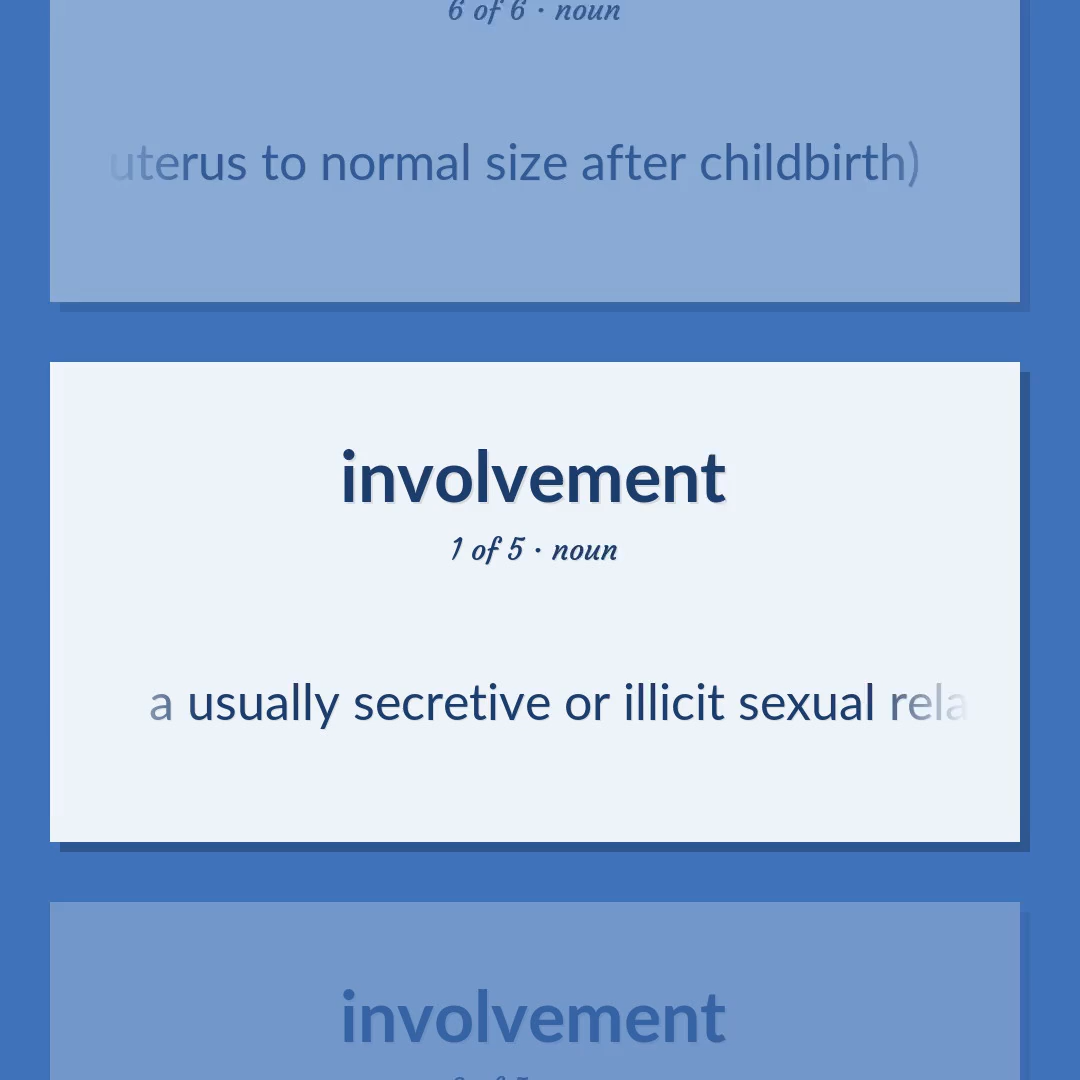 6 of 6 · noun
uterus to normal size after childbirth)
involvement
1 of 5 · noun
a usually secretive or illicit sexual rela
involvement